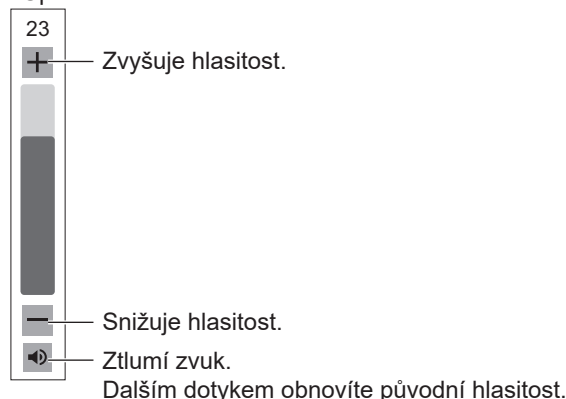 23
Zvyšuje hlasitost.
Snižuje hlasitost.
Ztlumí zvuk.
Dalším dotykem obnovíte původní hlasitost.